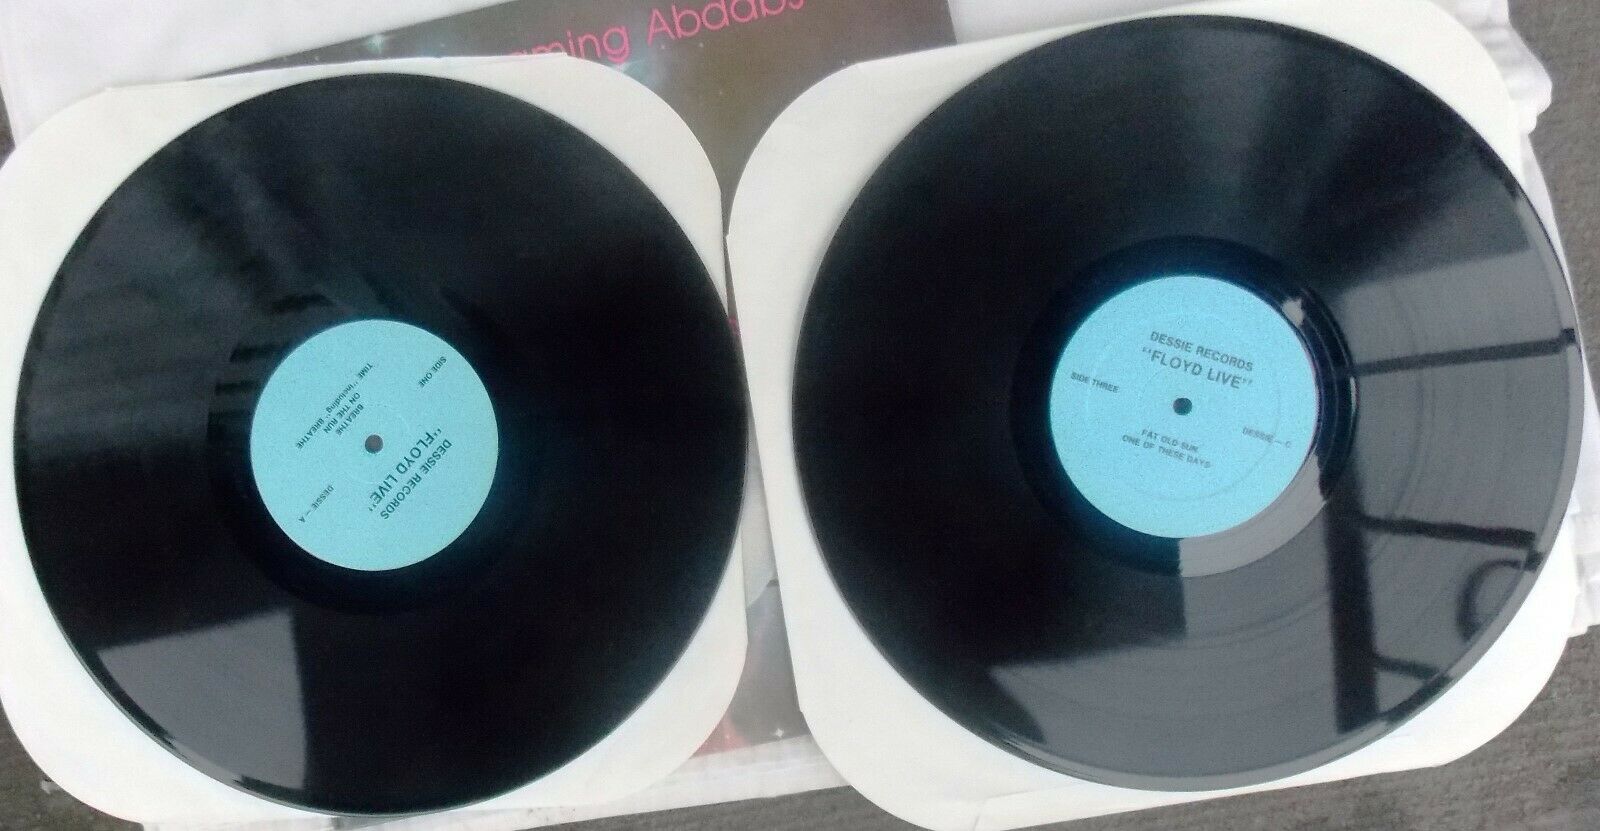 aming Abdabs
DESSIE RECORDS
"FLOYD LIVE"
SIDE ONE
DESSIE — A
BREATHE
ON THE RUN
TIME "Including" BREATHE
DESSIE RECORDS
"FLOYD LIVE"
SIDE THREE
DESSIE — C
FAT OLD SUN
ONE OF THESE DAYS